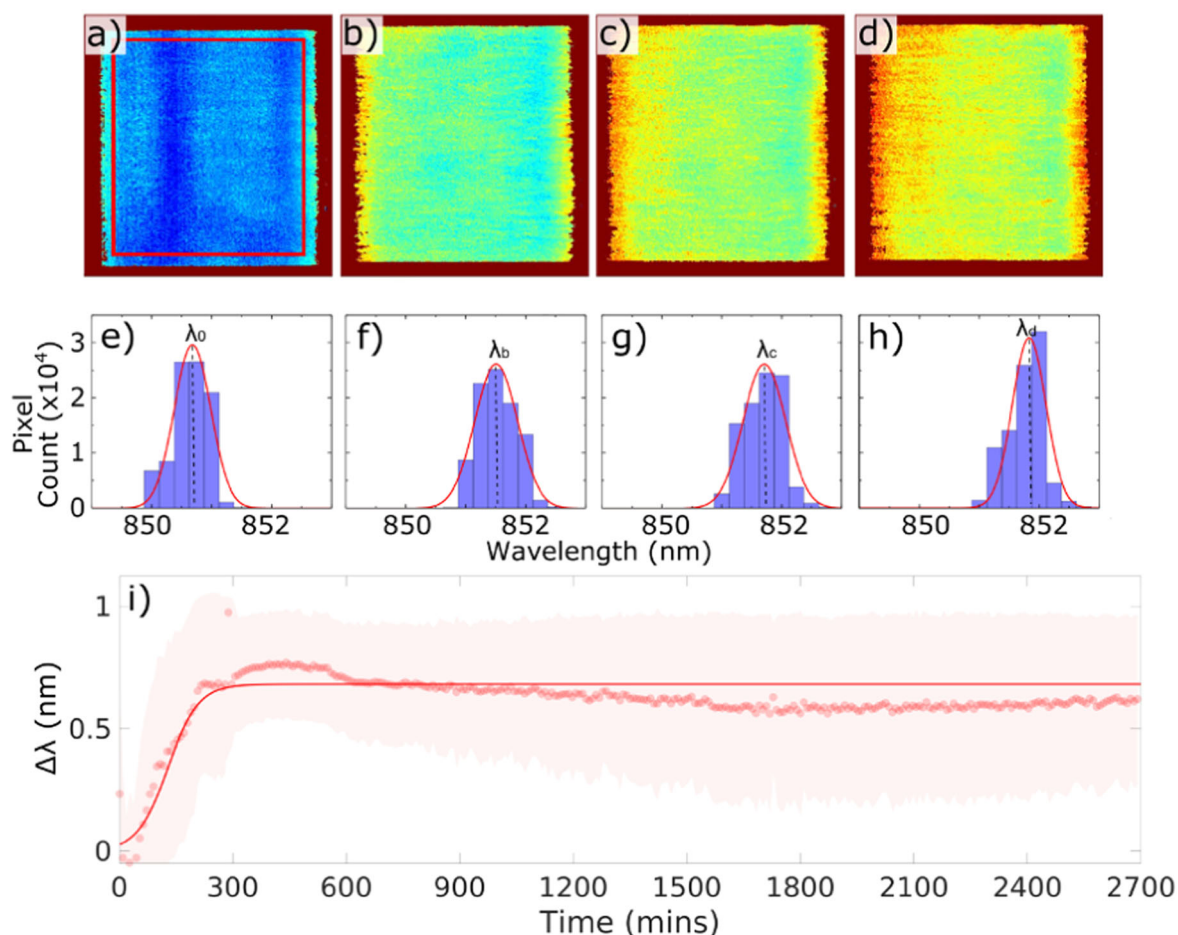 a) b) c) d)
e) λ0 f) λb g) λc h) λd
Pixel
Count (x10⁴)
3
2
1
0
850 852 850 852 850 852 850 852
Wavelength (nm)
i)
Δλ (nm)
1
0.5
0
0 300 600 900 1200 1500 1800 2100 2400 2700
Time (mins)